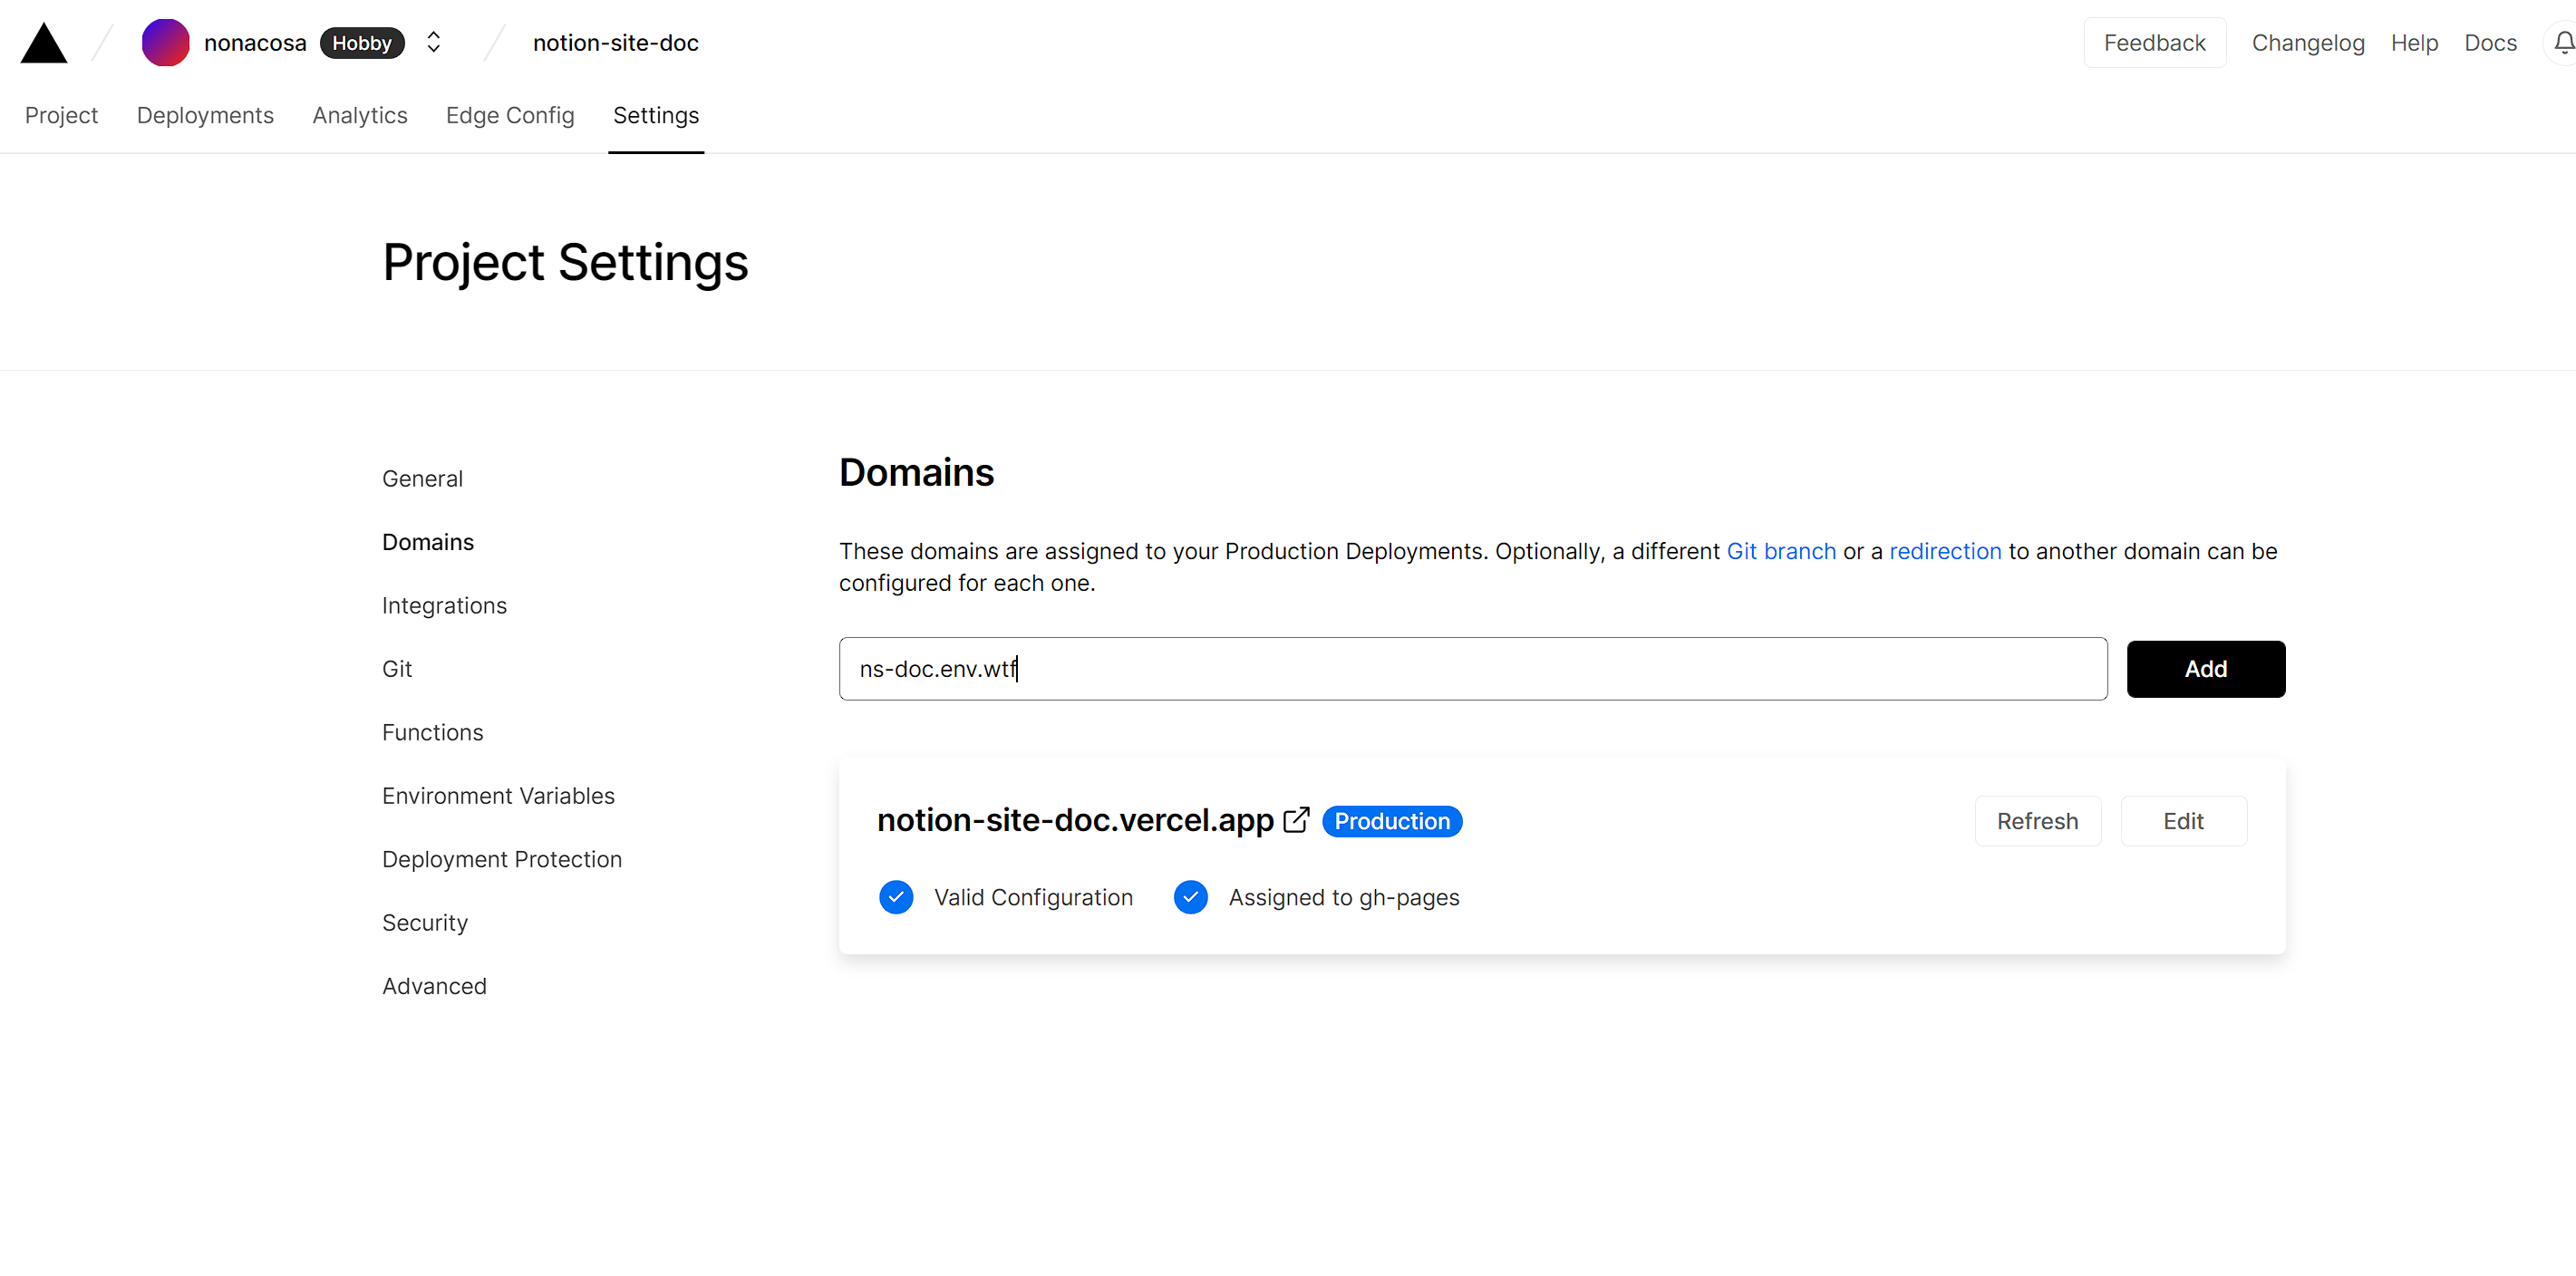 nonacosa Hobby notion-site-doc Feedback Changelog Help Docs
Project Deployments Analytics Edge Config Settings
Project Settings
General
Domains
Integrations
Git
Functions
Environment Variables
Deployment Protection
Security
Advanced
Domains
These domains are assigned to your Production Deployments. Optionally, a different Git branch or a redirection to another domain can be
configured for each one.
ns-doc.env.wtf Add
notion-site-doc.vercel.app Production Refresh Edit
Valid Configuration Assigned to gh-pages